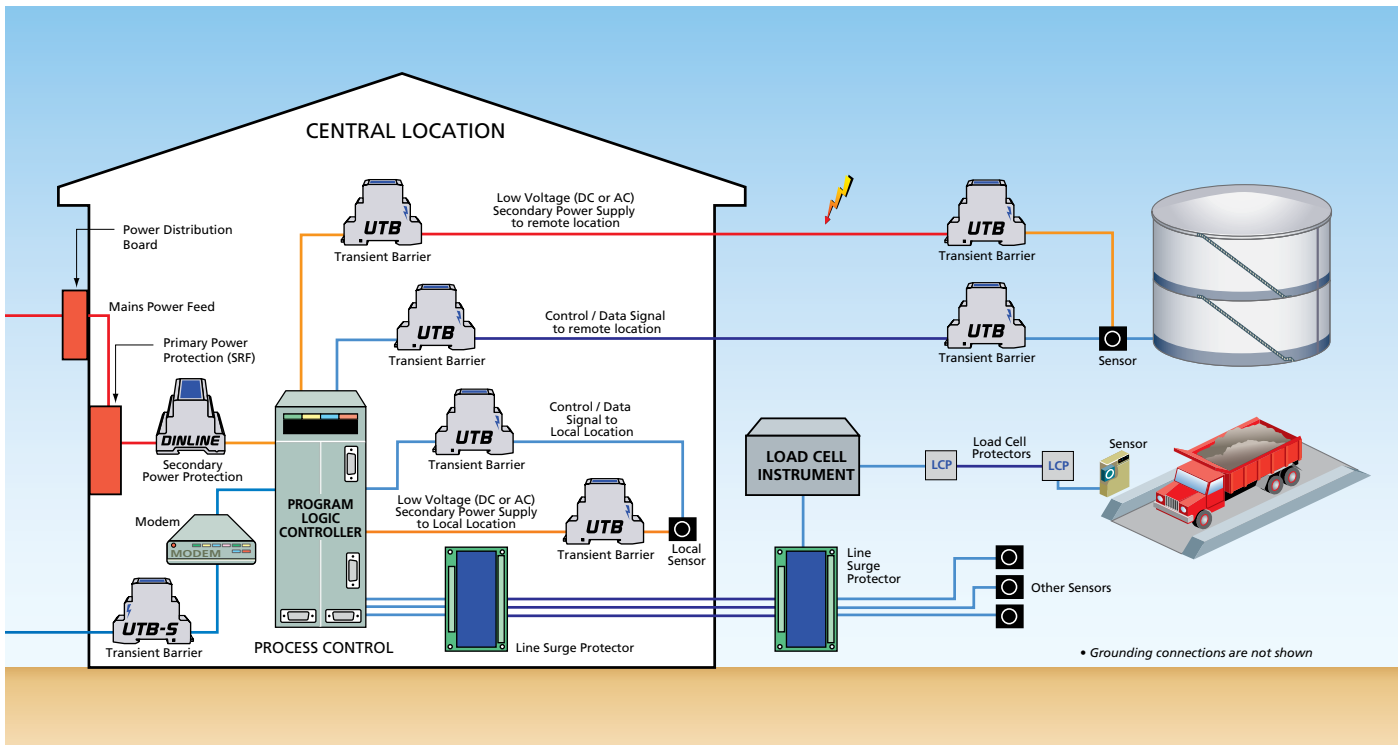 CENTRAL LOCATION
Power Distribution
Board
Mains Power Feed
Primary Power
Protection (SRF)
DINLINE
Secondary
Power Protection
Modem
MODEM
UTB-S
Transient Barrier
UTB
Transient Barrier
Low Voltage (DC or AC)
Secondary Power Supply
to remote location
UTB
Transient Barrier
UTB
Transient Barrier
Control / Data Signal
to remote location
UTB
Transient Barrier
Sensor
UTB
Transient Barrier
Control / Data
Signal to
Local Location
PROGRAM
LOGIC
CONTROLLER
PROCESS CONTROL
Low Voltage (DC or AC)
Secondary Power Supply
to Local Location
UTB
Transient Barrier
Local
Sensor
Line Surge Protector
LOAD CELL
INSTRUMENT
LCP
Load Cell
Protectors
LCP
Sensor
Line
Surge
Protector
Other Sensors
• Grounding connections are not shown